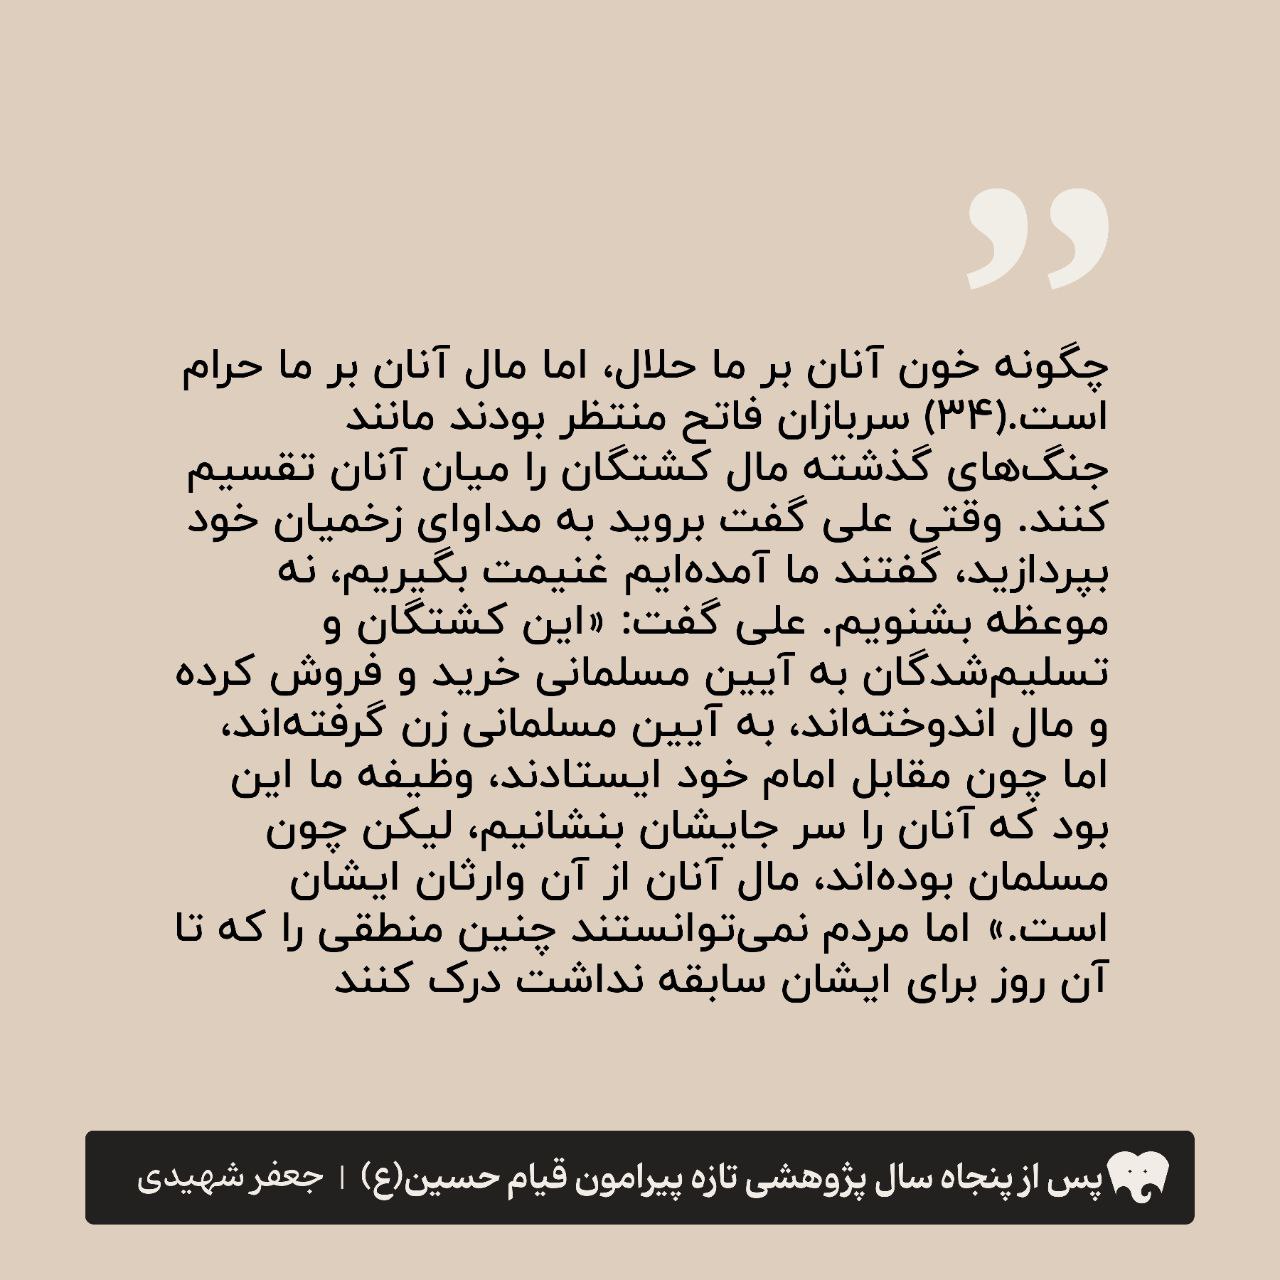 ”
چگونه خون آنان بر ما حلال، اما مال آنان بر ما حرام
است.(۳۴) سربازان فاتح منتظر بودند مانند
جنگ‌های گذشته مال کشتگان را میان آنان تقسیم
کنند. وقتی علی گفت بروید به مداوای زخمیان خود
بپردازید، گفتند ما آمده‌ایم غنیمت بگیریم، نه
موعظه بشنویم. علی گفت: «این کشتگان و
تسلیم‌شدگان به آیین مسلمانی خرید و فروش کرده
و مال اندوخته‌اند، به آیین مسلمانی زن گرفته‌اند،
اما چون مقابل امام خود ایستادند، وظیفه ما این
بود که آنان را سر جایشان بنشانیم، لیکن چون
مسلمان بوده‌اند، مال آنان از آن وارثان ایشان
است.» اما مردم نمی‌توانستند چنین منطقی را که تا
آن روز برای ایشان سابقه نداشت درک کنند
پس از پنجاه سال پژوهشی تازه پیرامون قیام حسین(ع) | جعفر شهیدی